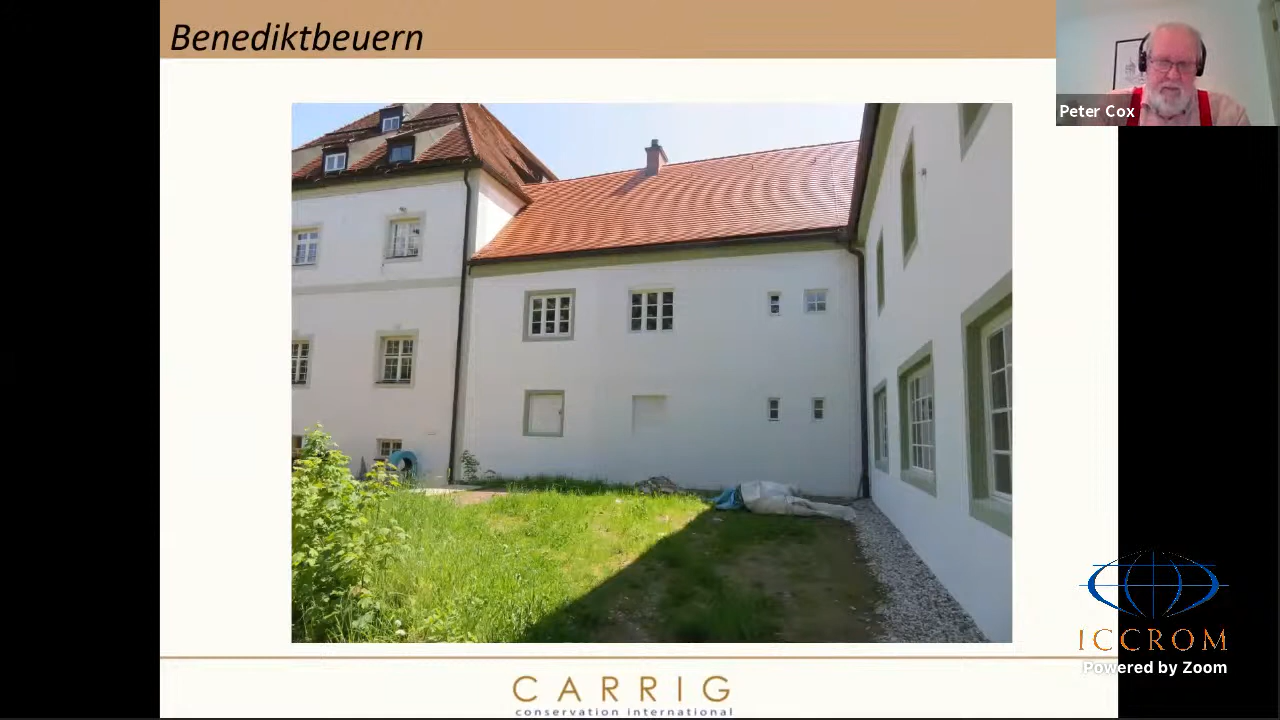 Benediktbeuern
Peter Cox
CARRIG
conservation international
ICCROM
Powered by Zoom